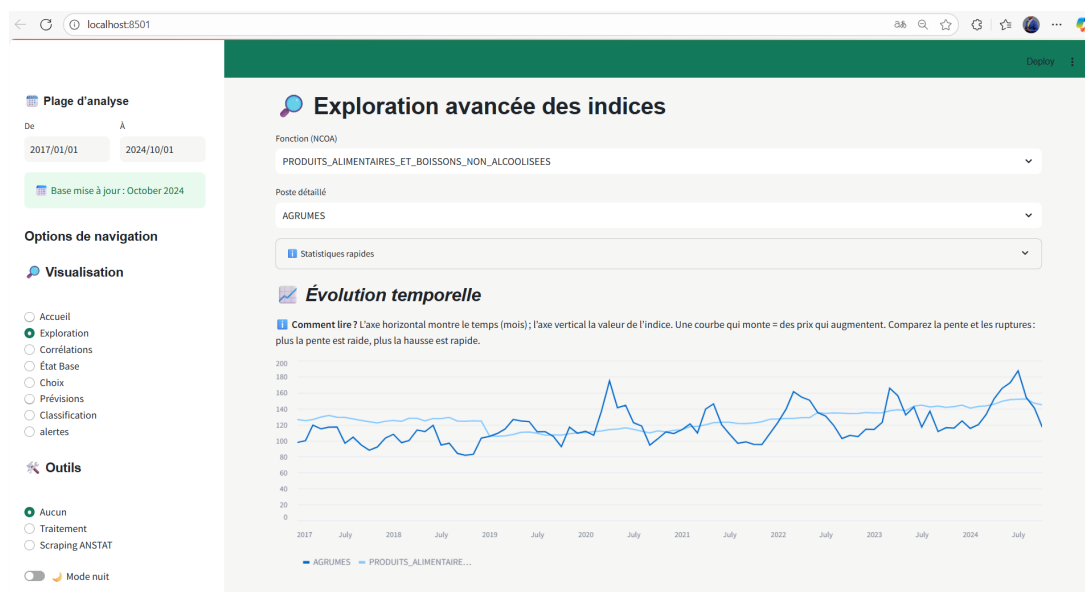 localhost:8501
Deploy
Plage d’analyse
De À
2017/01/01 2024/10/01
Base mise à jour : October 2024
Options de navigation
Visualisation
Accueil
Exploration
Corrélations
État Base
Choix
Prévisions
Classification
alertes
Outils
Aucun
Traitement
Scraping ANSTAT
Mode nuit
Exploration avancée des indices
Fonction (NCOA)
PRODUITS_ALIMENTAIRES_ET_BOISSONS_NON_ALCOOLISEES
Poste détaillé
AGRUMES
Statistiques rapides
Évolution temporelle
Comment lire ? L’axe horizontal montre le temps (mois) ; l’axe vertical la valeur de l’indice. Une courbe qui monte = des prix qui augmentent. Comparez la pente et les ruptures :
plus la pente est raide, plus la hausse est rapide.
200
180
160
140
120
100
80
60
40
20
0
2017 July 2018 July 2019 July 2020 July 2021 July 2022 July 2023 July 2024 July
AGRUMES PRODUITS_ALIMENTAIRE...